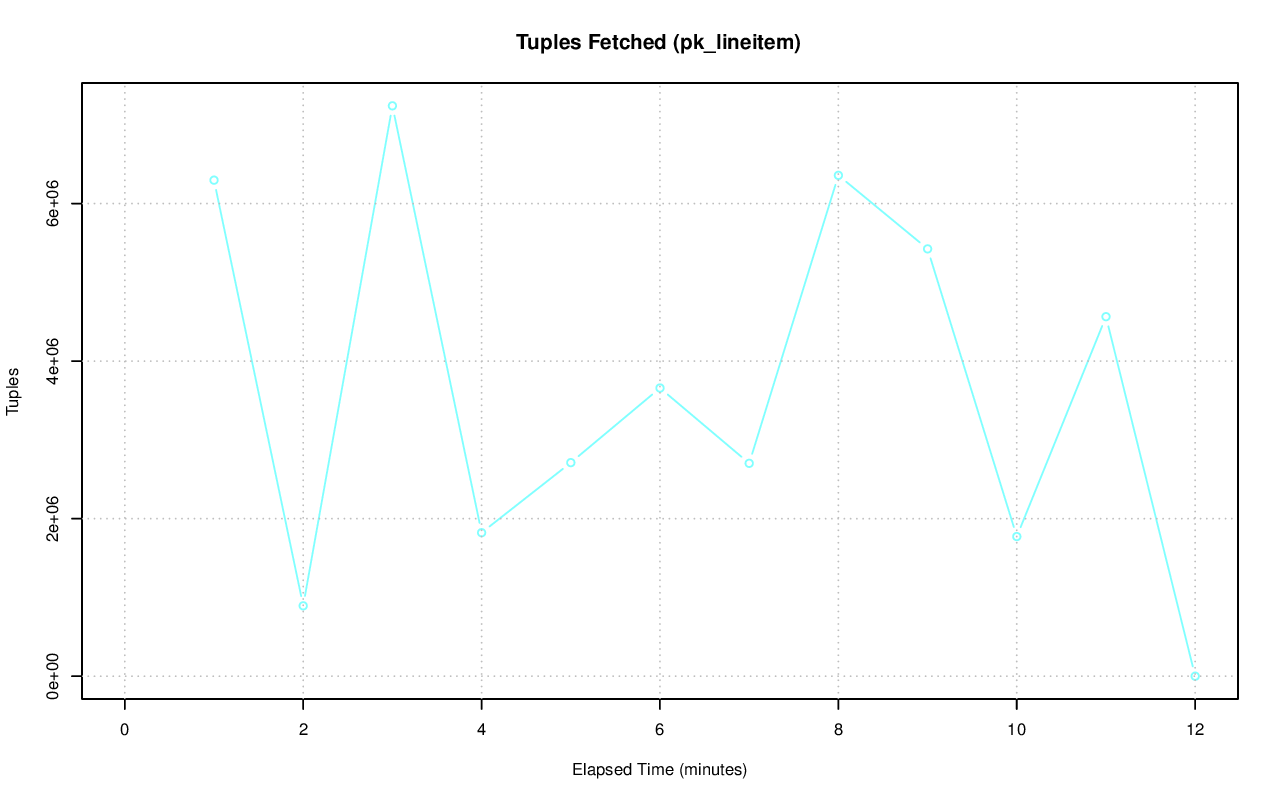 Tuples Fetched (pk_lineitem)
Tuples
6e+06
4e+06
2e+06
0e+00
0 2 4 6 8 10 12
Elapsed Time (minutes)